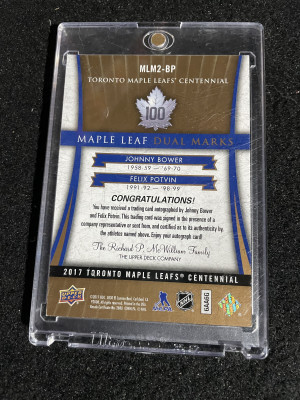 MLM2-BP
TORONTO MAPLE LEAFS' CENTENNIAL
100
MAPLE LEAF DUAL MARKS
JOHNNY BOWER
1958-59 – '69-70
FELIX POTVIN
1991-92 – '98-99
CONGRATULATIONS!
You have received a trading card autographed by Johnny Bower
and Felix Potvin. This trading card was signed in the presence of a
company representative or sent from, and certified as to its authenticity by
the athletes named above. Enjoy your autograph card!
The Richard P. McWilliam Family
THE UPPER DECK COMPANY
2017 TORONTO MAPLE LEAFS® CENTENNIAL
UPPER DECK
NHL
6AA6G